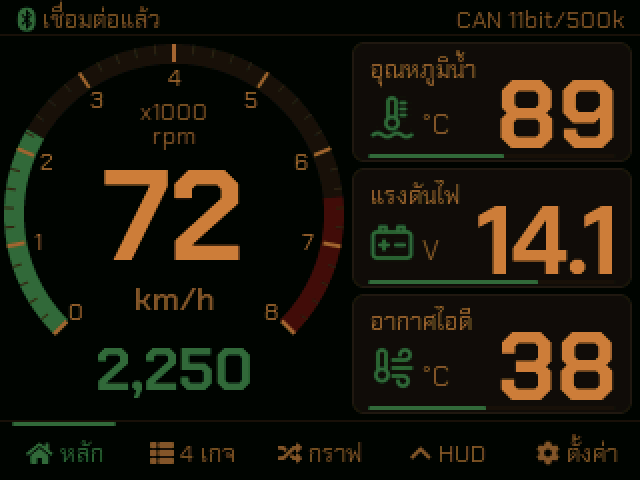 เชื่อมต่อแล้ว
CAN 11bit/500k
0
1
2
3
4
5
6
7
8
x1000
rpm
72
km/h
2,250
อุณหภูมิน้ำ
°C
89
แรงดันไฟ
V
14.1
อากาศไอดี
°C
38
หลัก
4 เกจ
กราฟ
HUD
ตั้งค่า